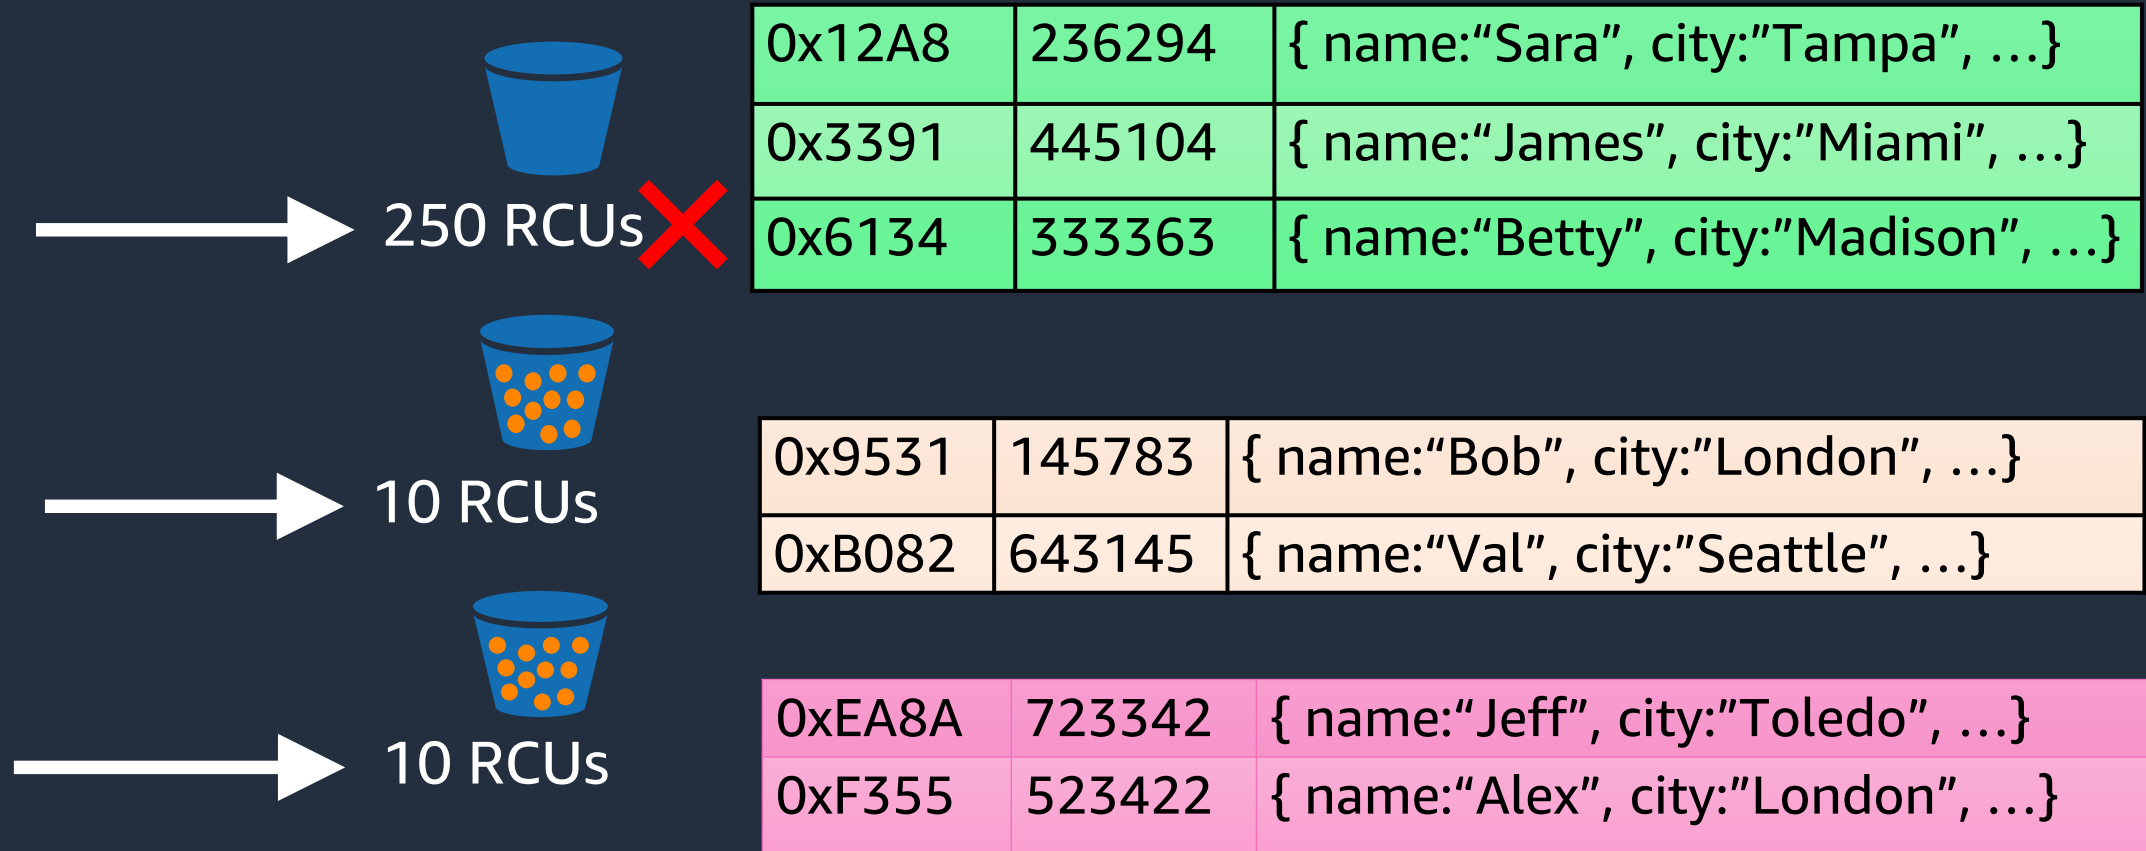 0x12A8 236294 { name:“Sara”, city:”Tampa”, ...}
0x3391 445104 { name:“James”, city:”Miami”, ...}
250 RCUs
0x6134 333363 { name:“Betty”, city:”Madison”, ...}
0x9531 145783 { name:“Bob”, city:”London”, ...}
10 RCUs
0xB082 643145 { name:“Val”, city:”Seattle”, ...}
0xEA8A 723342 { name:“Jeff”, city:”Toledo”, ...}
10 RCUs
0xF355 523422 { name:“Alex”, city:”London”, ...}